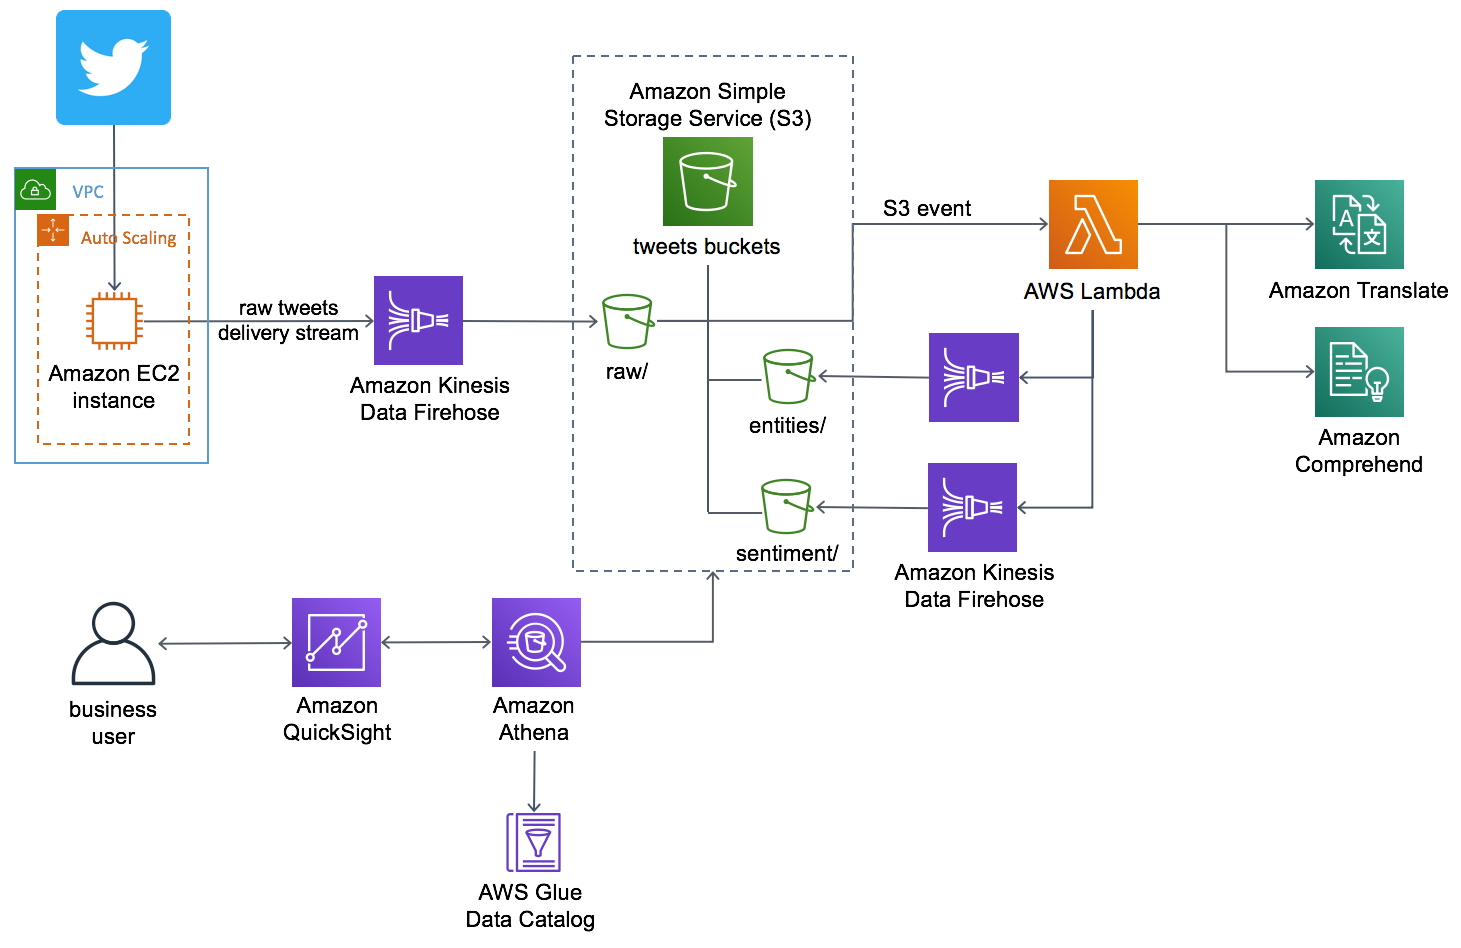 Amazon Simple
Storage Service (S3)
VPC
S3 event
Auto Scaling
tweets buckets
AWS Lambda
Amazon Translate
raw tweets
delivery stream
Amazon EC2
instance
raw/
Amazon Kinesis
Data Firehose
entities/
Amazon
Comprehend
sentiment/
Amazon Kinesis
Data Firehose
business
user
Amazon
QuickSight
Amazon
Athena
AWS Glue
Data Catalog